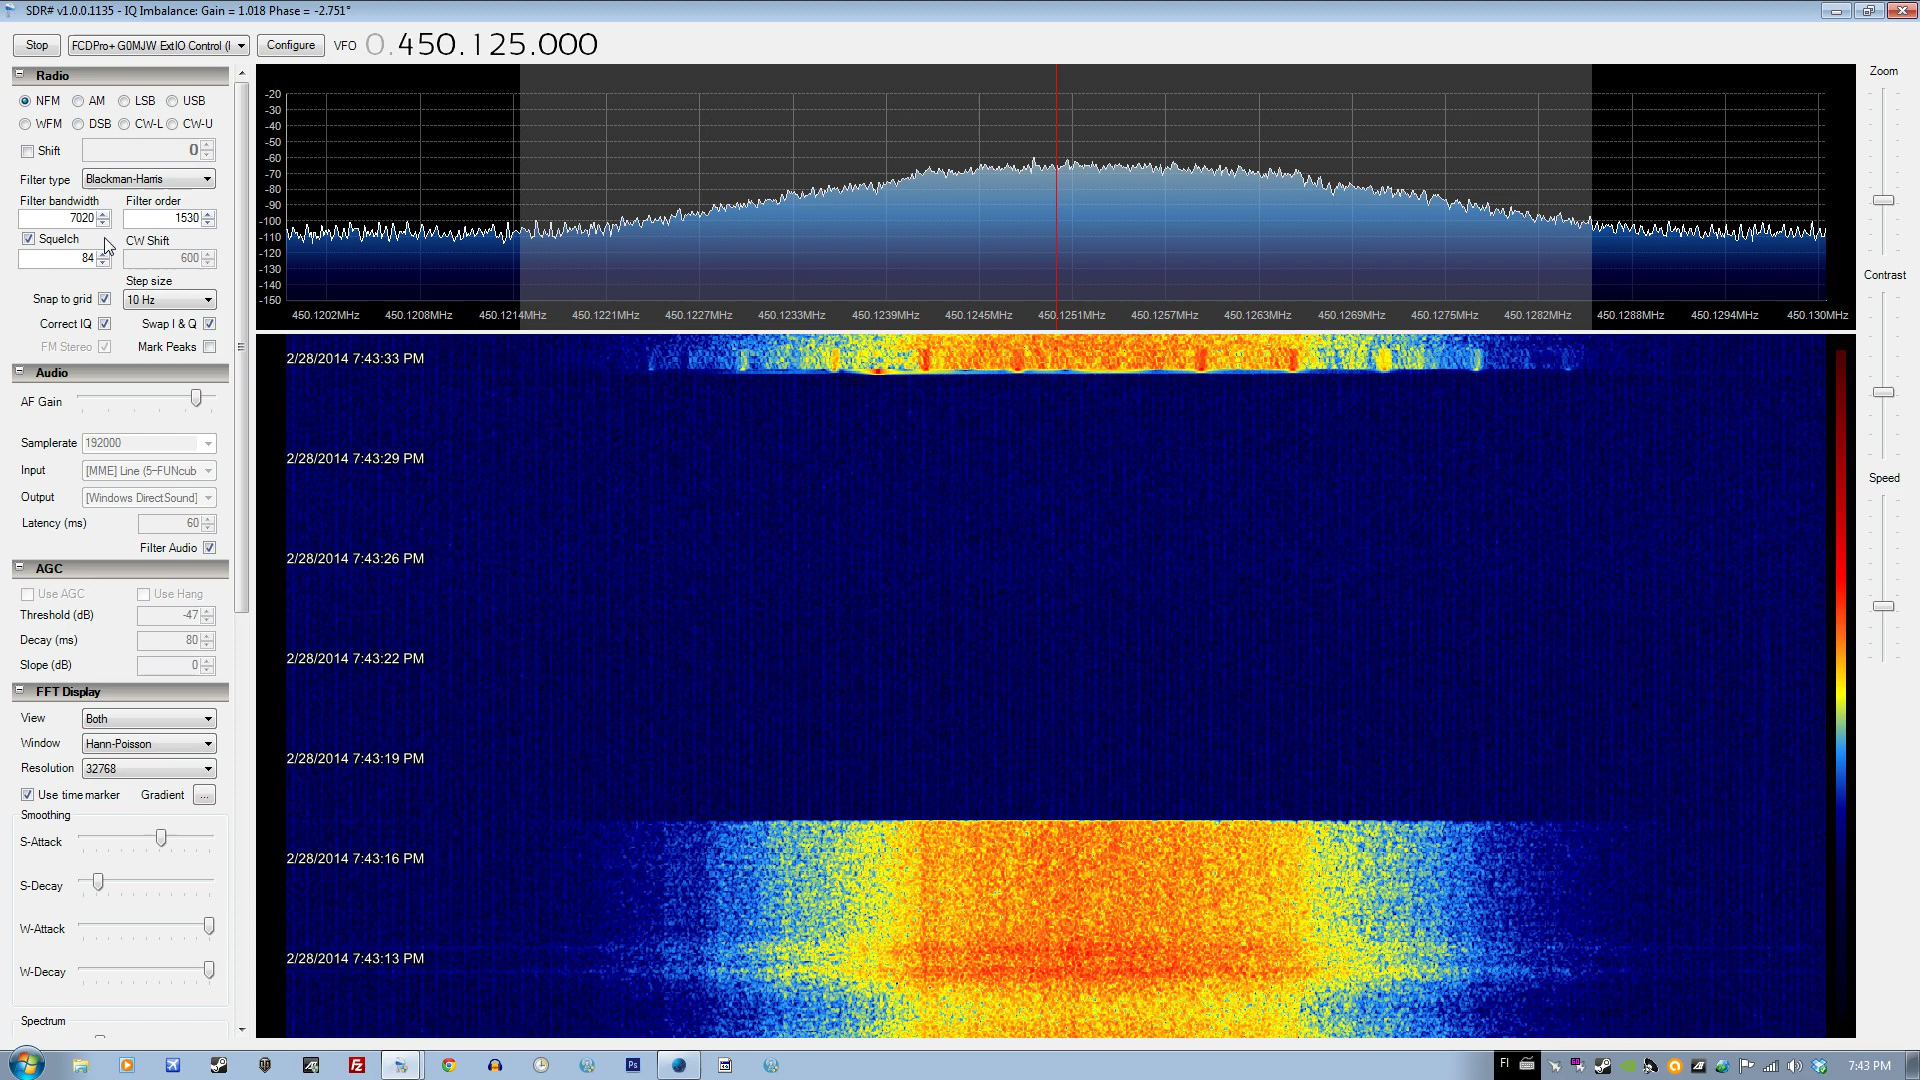 SDR# v1.0.0.1135 - IQ Imbalance: Gain = 1.018 Phase = -2.751°
Stop FCDPro+ G0MJW ExtIO Control (I Configure VFO 0.450.125.000
Radio
NFM AM LSB USB
WFM DSB CW-L CW-U
Shift 0
Filter type Blackman-Harris
Filter bandwidth Filter order
7020 1530
Squelch CW Shift
84 600
Step size
Snap to grid 10 Hz
Correct IQ Swap I & Q
FM Stereo Mark Peaks
Audio
AF Gain
Samplerate 192000
Input [MME] Line (5-FUNcub
Output [Windows DirectSound]
Latency (ms) 60
Filter Audio
AGC
Use AGC Use Hang
Threshold (dB) -47
Decay (ms) 80
Slope (dB) 0
FFT Display
View Both
Window Hann-Poisson
Resolution 32768
Use time marker Gradient ...
Smoothing
S-Attack
S-Decay
W-Attack
W-Decay
Spectrum
-20
-30
-40
-50
-60
-70
-80
-90
-100
-110
-120
-130
-140
-150
450.1202MHz 450.1208MHz 450.1214MHz 450.1221MHz 450.1227MHz 450.1233MHz 450.1239MHz 450.1245MHz 450.1251MHz 450.1257MHz 450.1263MHz 450.1269MHz 450.1275MHz 450.1282MHz 450.1288MHz 450.1294MHz 450.130MHz
2/28/2014 7:43:33 PM
2/28/2014 7:43:29 PM
2/28/2014 7:43:26 PM
2/28/2014 7:43:22 PM
2/28/2014 7:43:19 PM
2/28/2014 7:43:16 PM
2/28/2014 7:43:13 PM
Zoom
Contrast
Speed
Fz
Ps
FI
7:43 PM